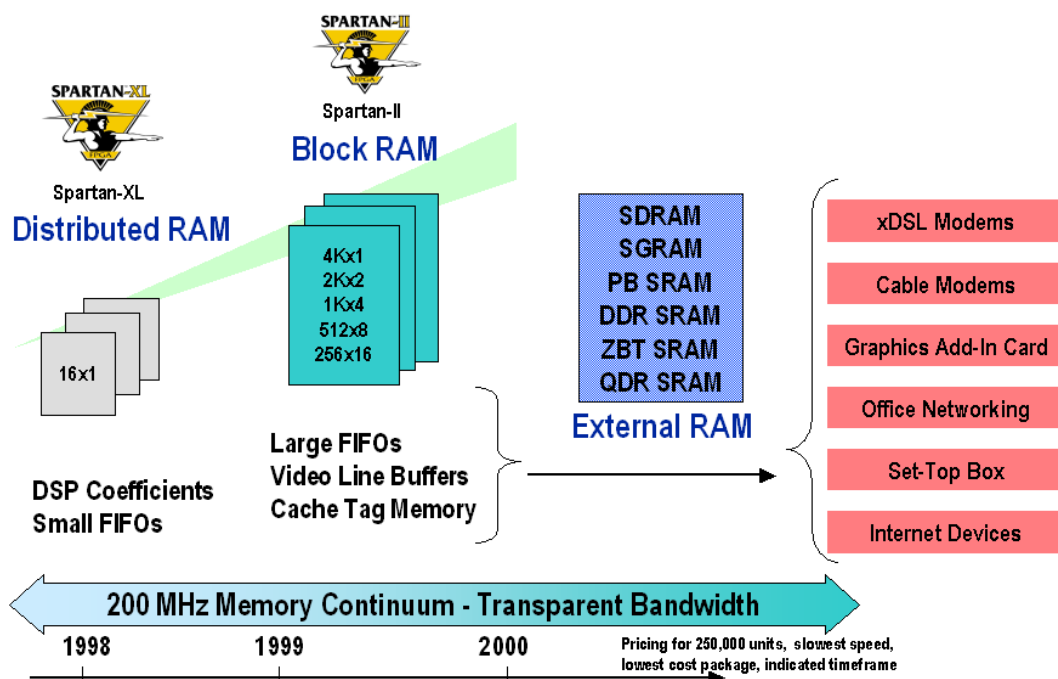 SPARTAN-XL
FPGA
Spartan-XL
Distributed RAM
16x1
DSP Coefficients
Small FIFOs
SPARTAN-II
FPGA
Spartan-II
Block RAM
4Kx1
2Kx2
1Kx4
512x8
256x16
Large FIFOs
Video Line Buffers
Cache Tag Memory
SDRAM
SGRAM
PB SRAM
DDR SRAM
ZBT SRAM
QDR SRAM
External RAM
xDSL Modems
Cable Modems
Graphics Add-In Card
Office Networking
Set-Top Box
Internet Devices
200 MHz Memory Continuum - Transparent Bandwidth
1998
1999
2000
Pricing for 250,000 units, slowest speed,
lowest cost package, indicated timeframe